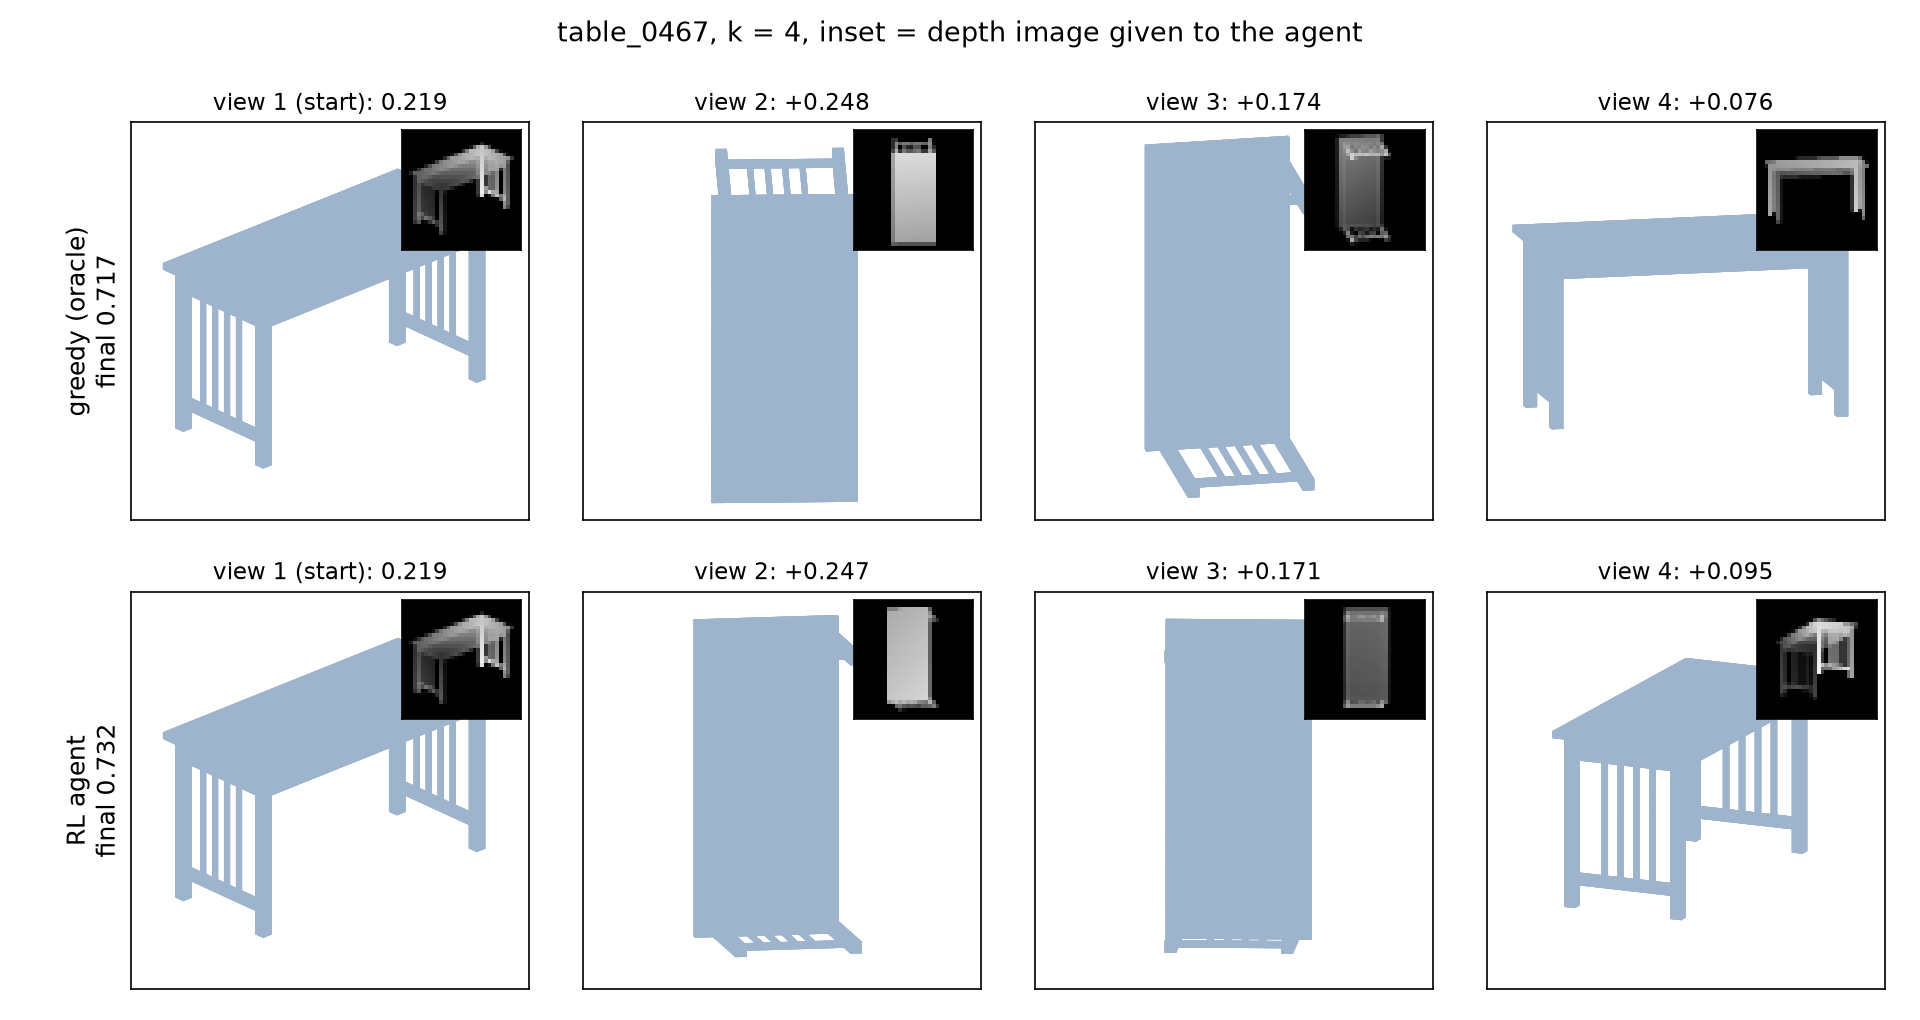 table_0467, k = 4, inset = depth image given to the agent
greedy (oracle)
final 0.717
view 1 (start): 0.219
view 2: +0.248
view 3: +0.174
view 4: +0.076
RL agent
final 0.732
view 1 (start): 0.219
view 2: +0.247
view 3: +0.171
view 4: +0.095